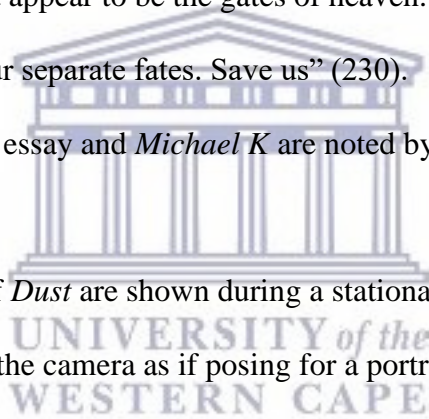 appear to be the gates of heaven.
separate fates. Save us” (230).
essay and Michael K are noted by
Dust are shown during a stationa
UNIVERSITY of the
the camera as if posing for a portr
WESTERN CAPE